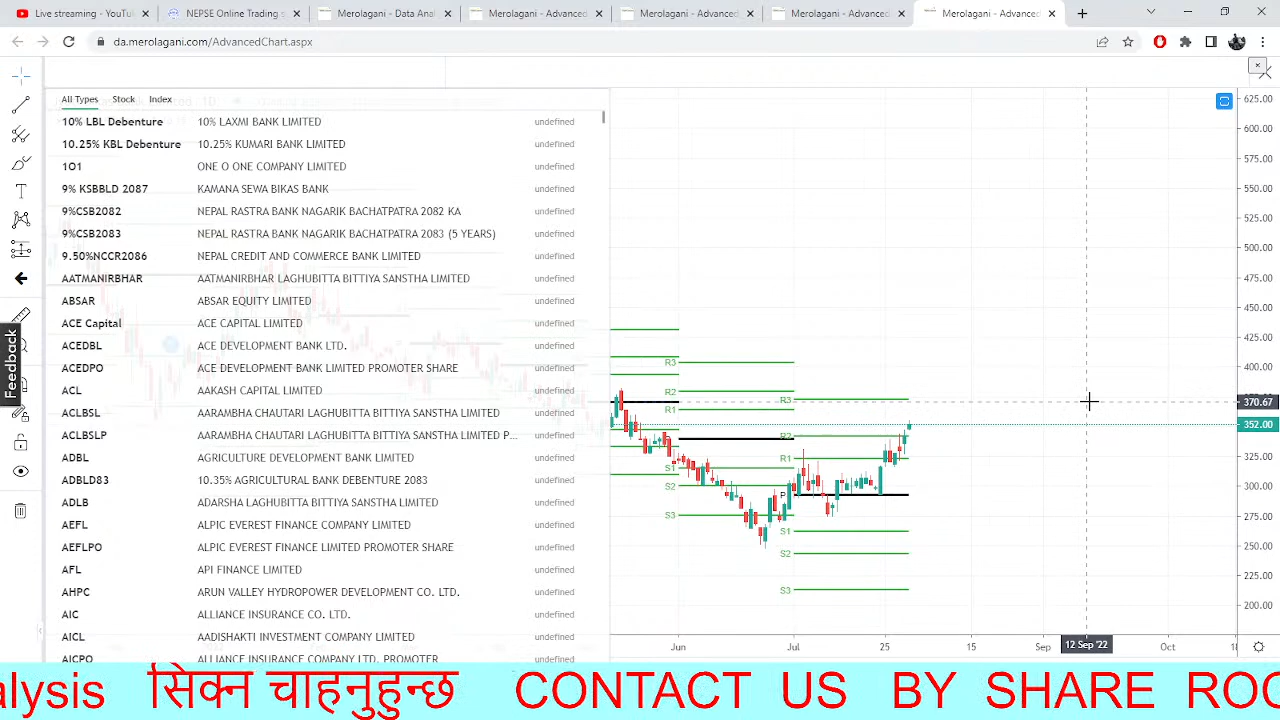 Live streaming - YouTu
NEPSE Online Trading s
Merolagani - Data Anal
Merolagani - Advanced
Merolagani - Advanced
Merolagani - Advanced
Merolagani - Advanced
da.merolagani.com/AdvancedChart.aspx
All Types Stock Index
10% LBL Debenture 10% LAXMI BANK LIMITED undefined
10.25% KBL Debenture 10.25% KUMARI BANK LIMITED undefined
1O1 ONE O ONE COMPANY LIMITED undefined
9% KSBBLD 2087 KAMANA SEWA BIKAS BANK undefined
9%CSB2082 NEPAL RASTRA BANK NAGARIK BACHATPATRA 2082 KA undefined
9%CSB2083 NEPAL RASTRA BANK NAGARIK BACHATPATRA 2083 (5 YEARS) undefined
9.50%NCCR2086 NEPAL CREDIT AND COMMERCE BANK LIMITED undefined
AATMANIRBHAR AATMANIRBHAR LAGHUBITTA BITTIYA SANSTHA LIMITED undefined
ABSAR ABSAR EQUITY LIMITED undefined
ACE Capital ACE CAPITAL LIMITED undefined
ACEDBL ACE DEVELOPMENT BANK LTD. undefined
ACEDPO ACE DEVELOPMENT BANK LIMITED PROMOTER SHARE undefined
ACL AAKASH CAPITAL LIMITED undefined
ACLBSL AARAMBHA CHAUTARI LAGHUBITTA BITTIYA SANSTHA LIMITED undefined
ACLBSLP AARAMBHA CHAUTARI LAGHUBITTA BITTIYA SANSTHA LIMITED P... undefined
ADBL AGRICULTURE DEVELOPMENT BANK LIMITED undefined
ADBLD83 10.35% AGRICULTURAL BANK DEBENTURE 2083 undefined
ADLB ADARSHA LAGHUBITTA BITTIYA SANSTHA LIMITED undefined
AEFL ALPIC EVEREST FINANCE COMPANY LIMITED undefined
AEFLPO ALPIC EVEREST FINANCE LIMITED PROMOTER SHARE undefined
AFL API FINANCE LIMITED undefined
AHPC ARUN VALLEY HYDROPOWER DEVELOPMENT CO. LTD. undefined
AIC ALLIANCE INSURANCE CO. LTD. undefined
AICL AADISHAKTI INVESTMENT COMPANY LIMITED undefined
AICPO ALLIANCE INSURANCE COMPANY LTD. PROMOTER undefined
Feedback
R3
R2
R1
S1
S2
S3
R3
R2
R1
P
S1
S2
S3
625.00
600.00
575.00
550.00
525.00
500.00
475.00
450.00
425.00
400.00
370.67
352.00
325.00
300.00
275.00
250.00
225.00
200.00
Jun Jul 25 15 Sep 12 Sep '22 Oct
alysis सिक्न चाहनुहुन्छ CONTACT US BY SHARE ROO